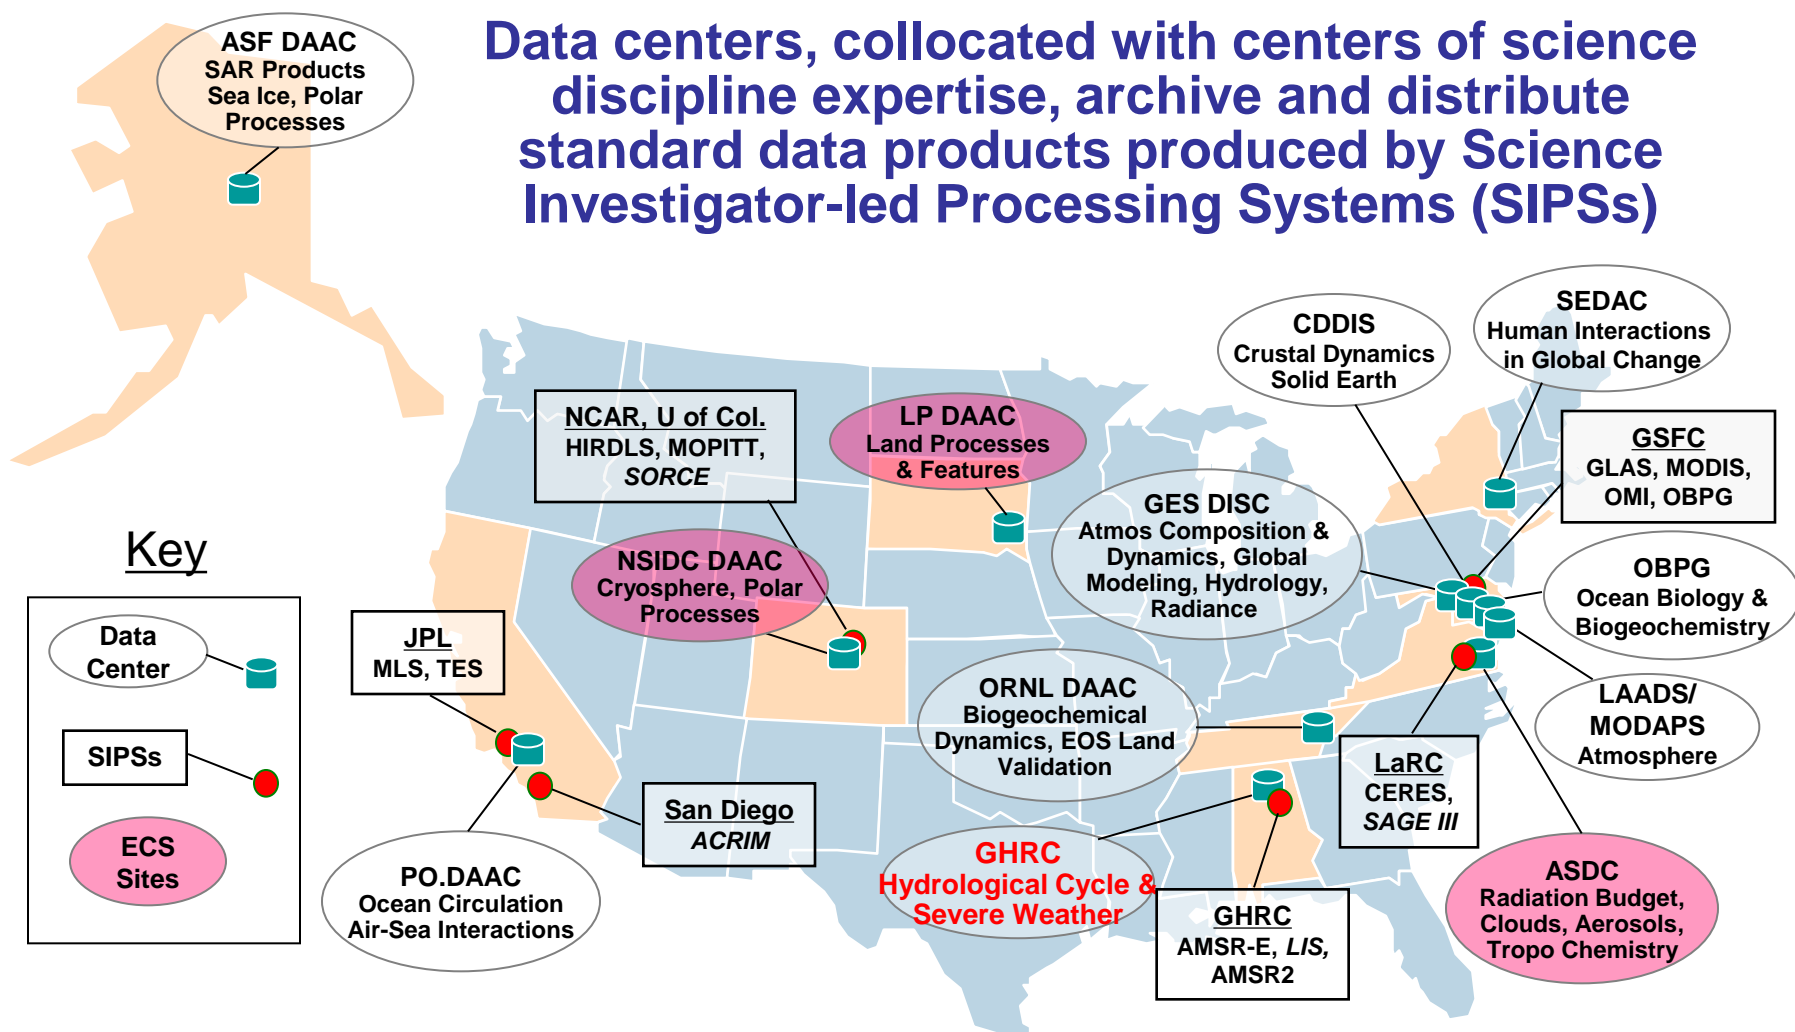 Data centers, collocated with centers of science
discipline expertise, archive and distribute
standard data products produced by Science
Investigator-led Processing Systems (SIPSs)
ASF DAAC
SAR Products
Sea Ice, Polar
Processes
CDDIS
Crustal Dynamics
Solid Earth
SEDAC
Human Interactions
in Global Change
NCAR, U of Col.
HIRDLS, MOPITT,
SORCE
LP DAAC
Land Processes
& Features
GSFC
GLAS, MODIS,
OMI, OBPG
GES DISC
Atmos Composition &
Dynamics, Global
Modeling, Hydrology,
Radiance
NSIDC DAAC
Cryosphere, Polar
Processes
OBPG
Ocean Biology &
Biogeochemistry
Key
Data
Center
SIPSs
ECS
Sites
JPL
MLS, TES
ORNL DAAC
Biogeochemical
Dynamics, EOS Land
Validation
LAADS/
MODAPS
Atmosphere
LaRC
CERES,
SAGE III
San Diego
ACRIM
PO.DAAC
Ocean Circulation
Air-Sea Interactions
GHRC
Hydrological Cycle &
Severe Weather
GHRC
AMSR-E, LIS,
AMSR2
ASDC
Radiation Budget,
Clouds, Aerosols,
Tropo Chemistry